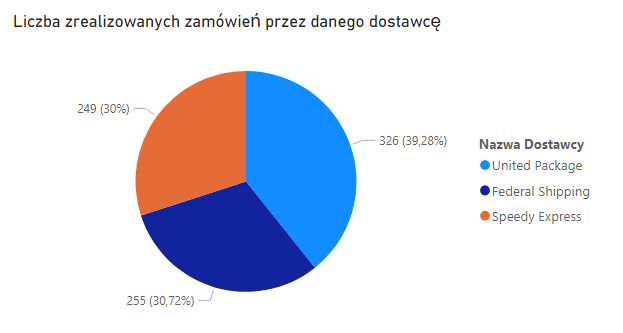 Liczba zrealizowanych zamówień przez danego dostawcę
249 (30%)
326 (39,28%)
255 (30,72%)
Nazwa Dostawcy
United Package
Federal Shipping
Speedy Express